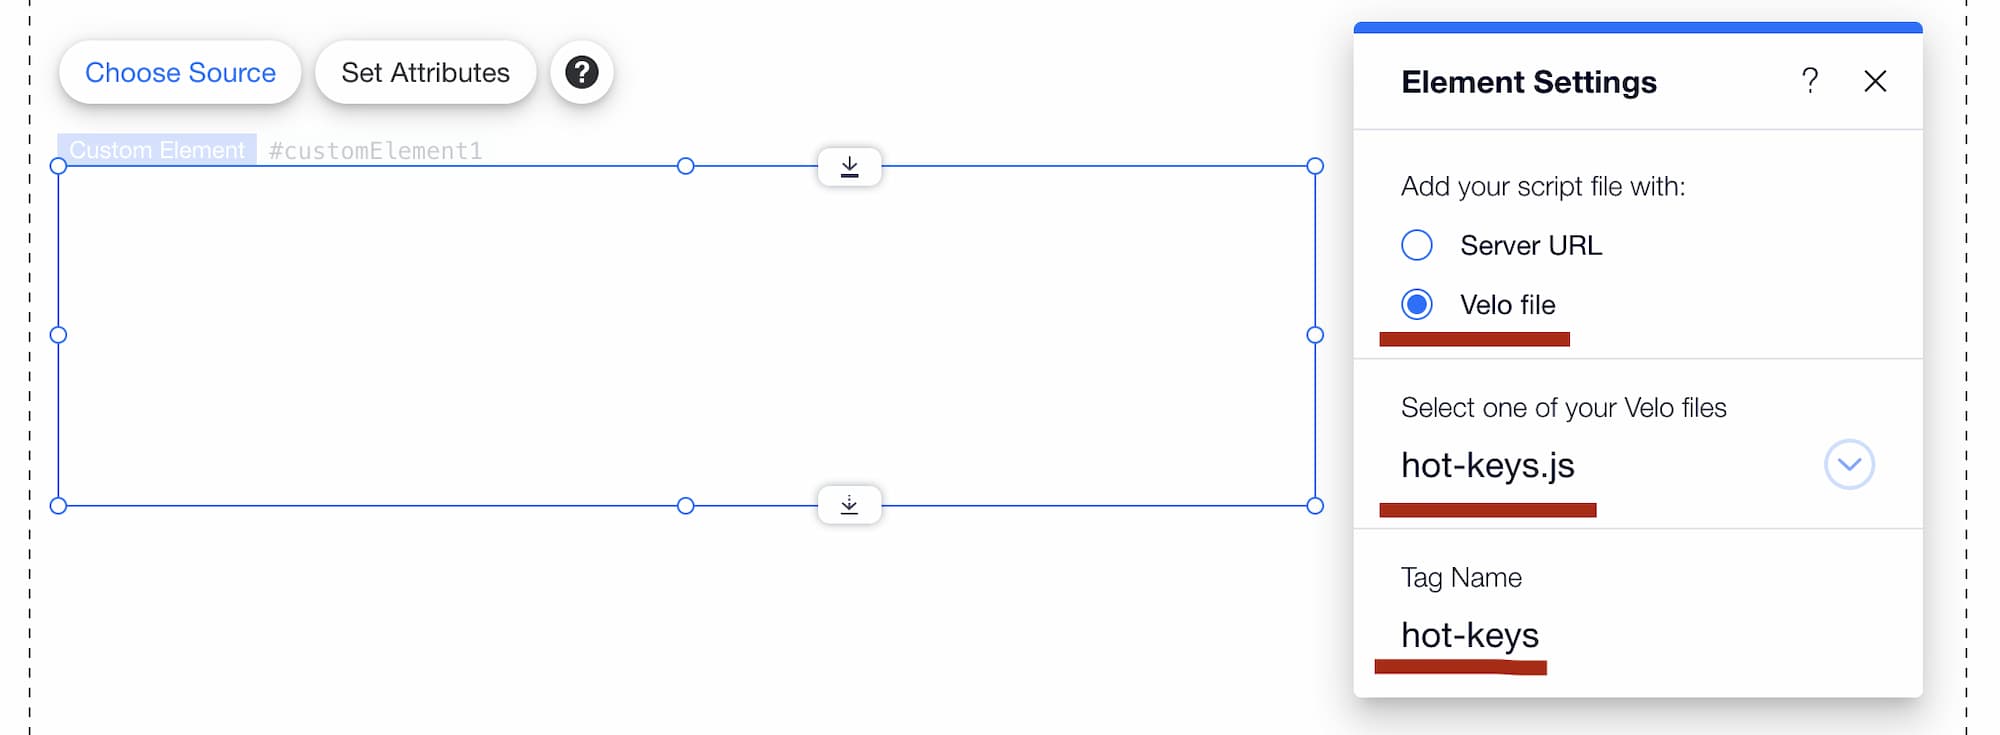 Choose Source
Set Attributes
?
Custom Element
#customElement1
Element Settings
?
Add your script file with:
Server URL
Velo file
Select one of your Velo files
hot-keys.js
Tag Name
hot-keys